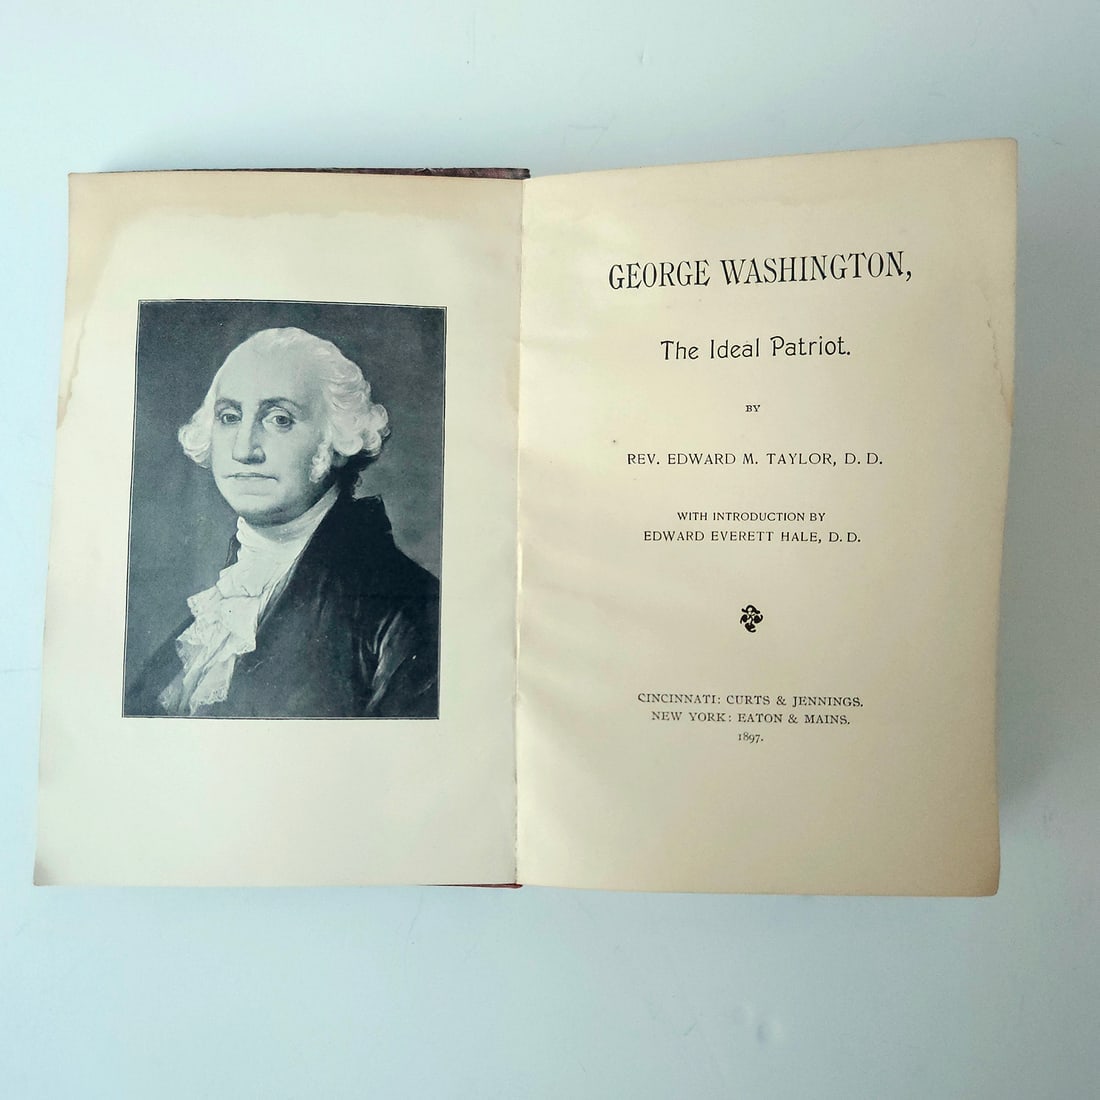 GEORGE WASHINGTON,
The Ideal Patriot.
BY
REV. EDWARD M. TAYLOR, D. D.
WITH INTRODUCTION BY
EDWARD EVERETT HALE, D. D.
CINCINNATI: CURTS & JENNINGS.
NEW YORK: EATON & MAINS.
1897.